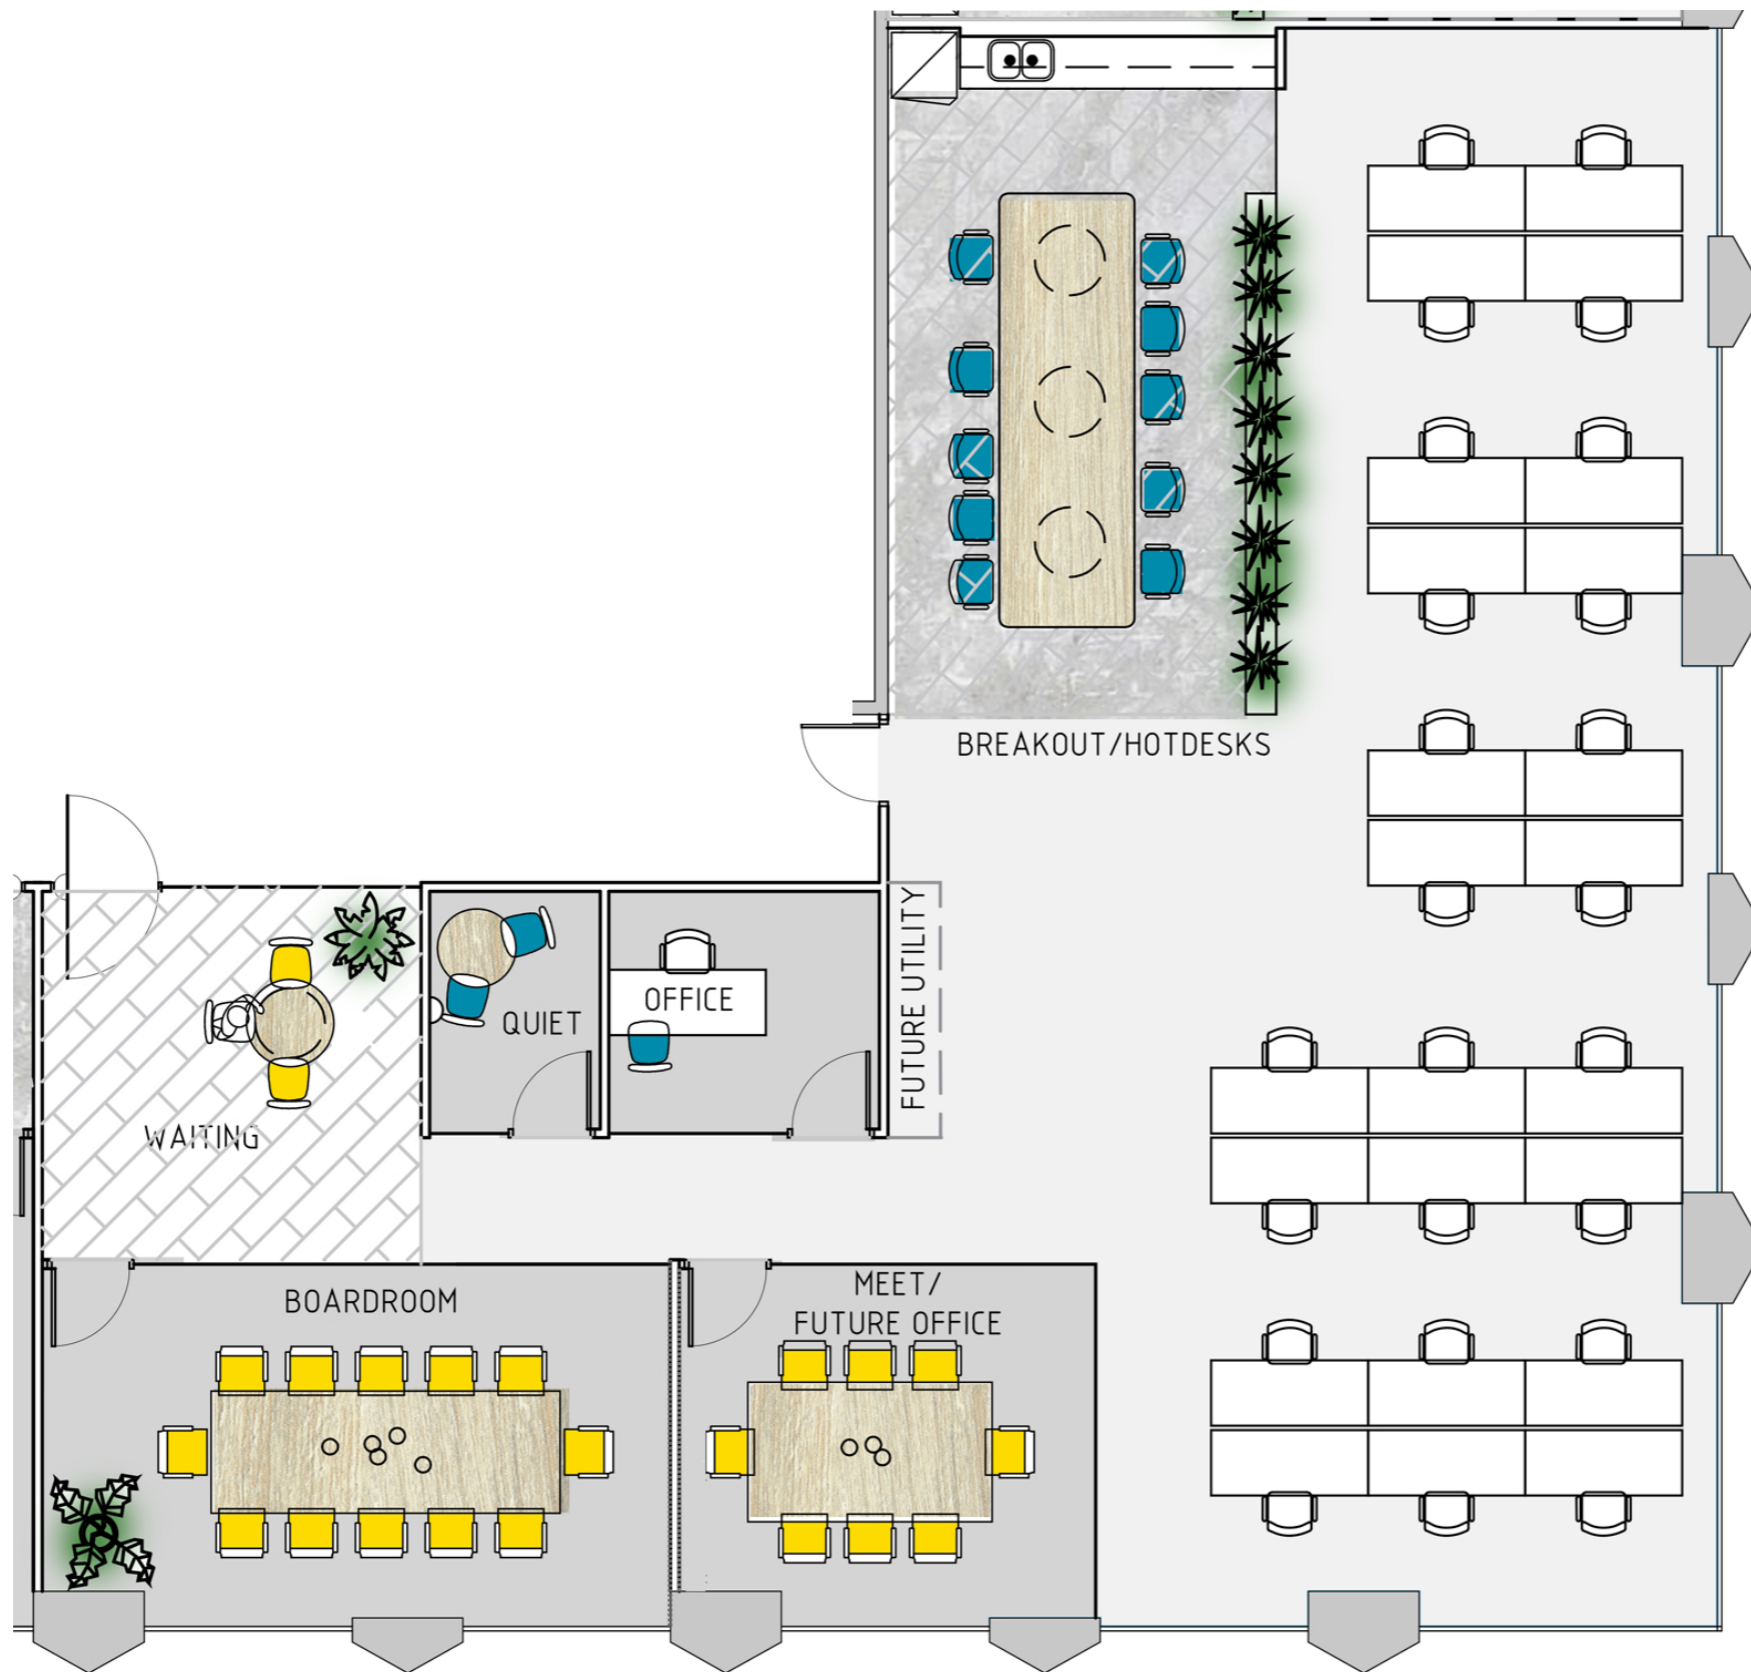 BREAKOUT/HOTDESKS
FUTURE UTILITY
OFFICE
QUIET
WAITING
BOARDROOM
MEET/
FUTURE OFFICE